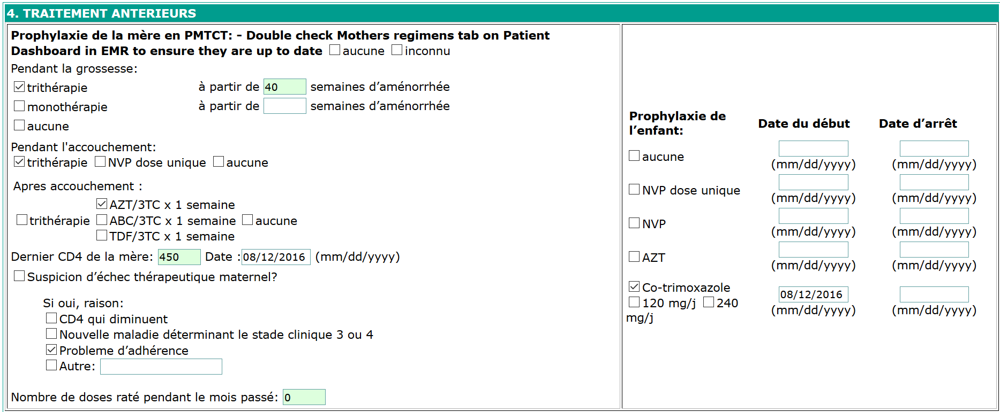 4. TRAITEMENT ANTERIEURS
Prophylaxie de la mère en PMTCT: - Double check Mothers regimens tab on Patient
Dashboard in EMR to ensure they are up to date aucune inconnu
Pendant la grossesse:
trithérapie à partir de 40 semaines d’aménorrhée
monothérapie à partir de semaines d’aménorrhée
aucune
Pendant l'accouchement:
trithérapie NVP dose unique aucune
Apres accouchement :
AZT/3TC x 1 semaine
trithérapie ABC/3TC x 1 semaine aucune
TDF/3TC x 1 semaine
Dernier CD4 de la mère: 450 Date : 08/12/2016 (mm/dd/yyyy)
Suspicion d’échec thérapeutique maternel?
Si oui, raison:
CD4 qui diminuent
Nouvelle maladie déterminant le stade clinique 3 ou 4
Probleme d’adhérence
Autre:
Nombre de doses raté pendant le mois passé: 0
Prophylaxie de
l’enfant:
Date du début Date d’arrêt
aucune
(mm/dd/yyyy) (mm/dd/yyyy)
NVP dose unique
(mm/dd/yyyy) (mm/dd/yyyy)
NVP
(mm/dd/yyyy) (mm/dd/yyyy)
AZT
(mm/dd/yyyy) (mm/dd/yyyy)
Co-trimoxazole
08/12/2016
120 mg/j 240
mg/j
(mm/dd/yyyy) (mm/dd/yyyy)